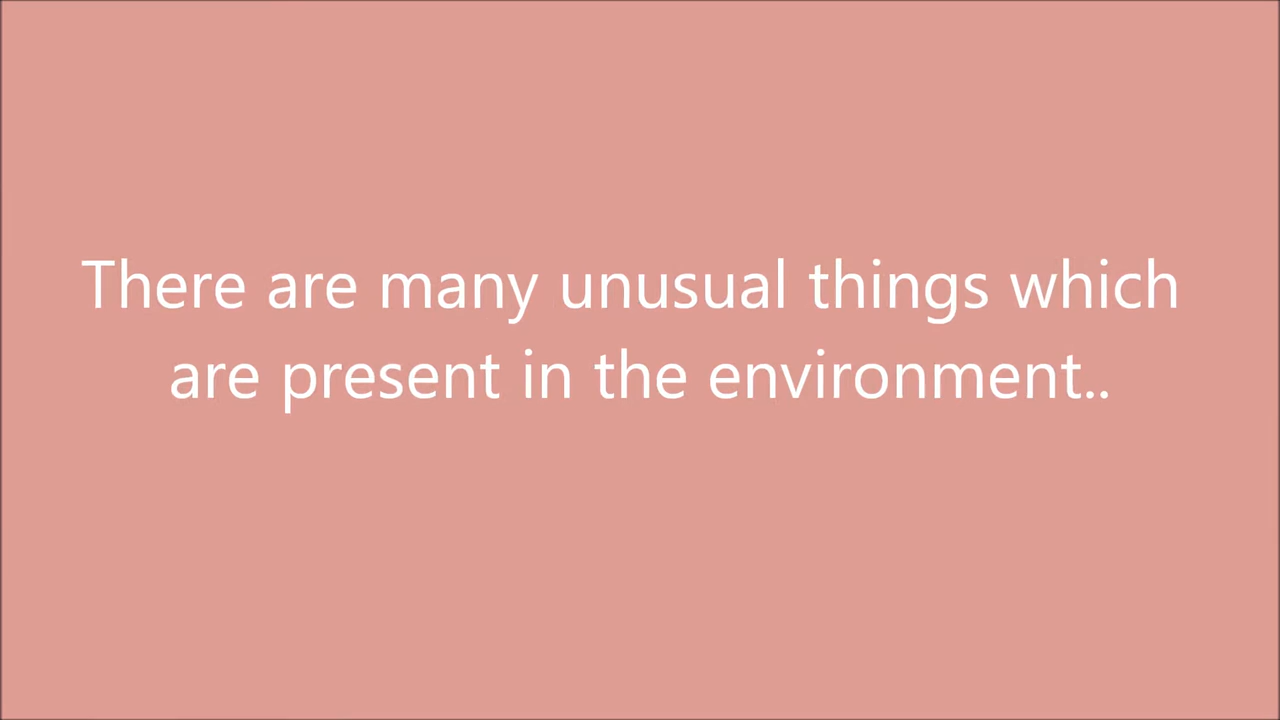 There are many unusual things which
are present in the environment..